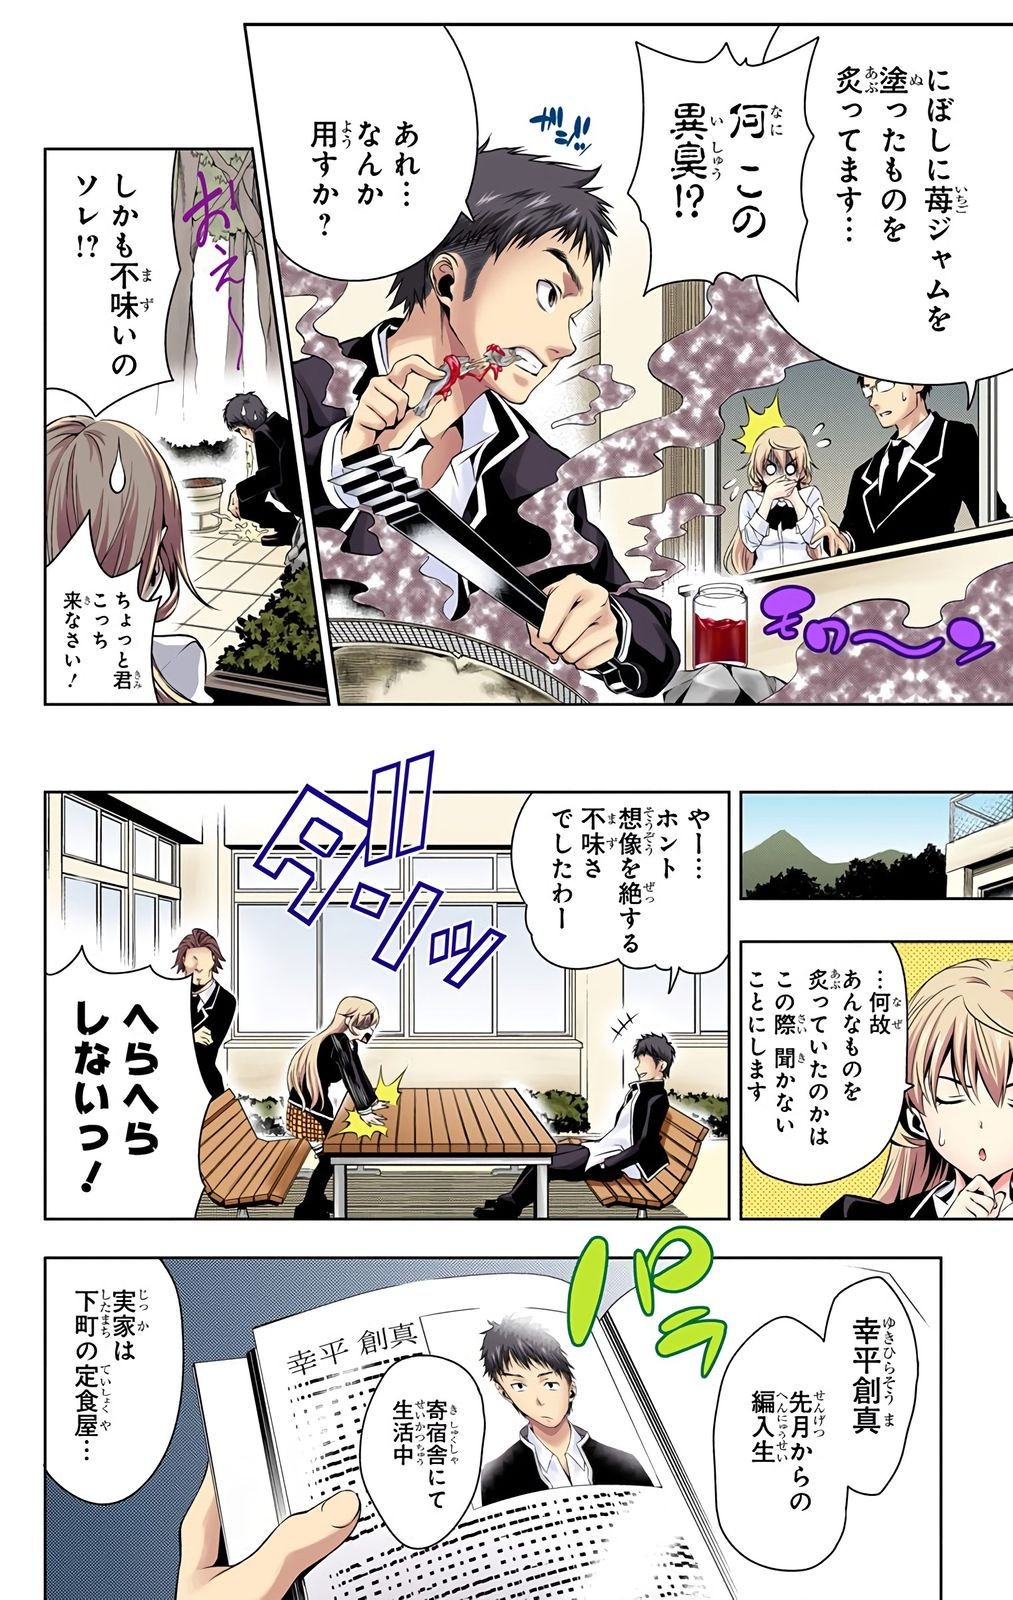 にぼしに苺ジャムを
塗ったものを
炙ってます…
何 この
異臭!?
ガジ!!
あれ…
なんか
用すか？
モワ〜〜ン
おえ〜〜
しかも不味いの
ソレ!?
ちょっと君
こっち
来なさい！
…何故
あんなものを
炙っていたのかは
この際 聞かない
ことにします
やー…
ホント
想像を絶する
不味さ
でしたわー
ダンッ
へらへら
しないっ！
幸平創真
先月からの
編入生
パラ
幸平 創真
寄宿舎にて
生活中
実家は
下町の定食屋…